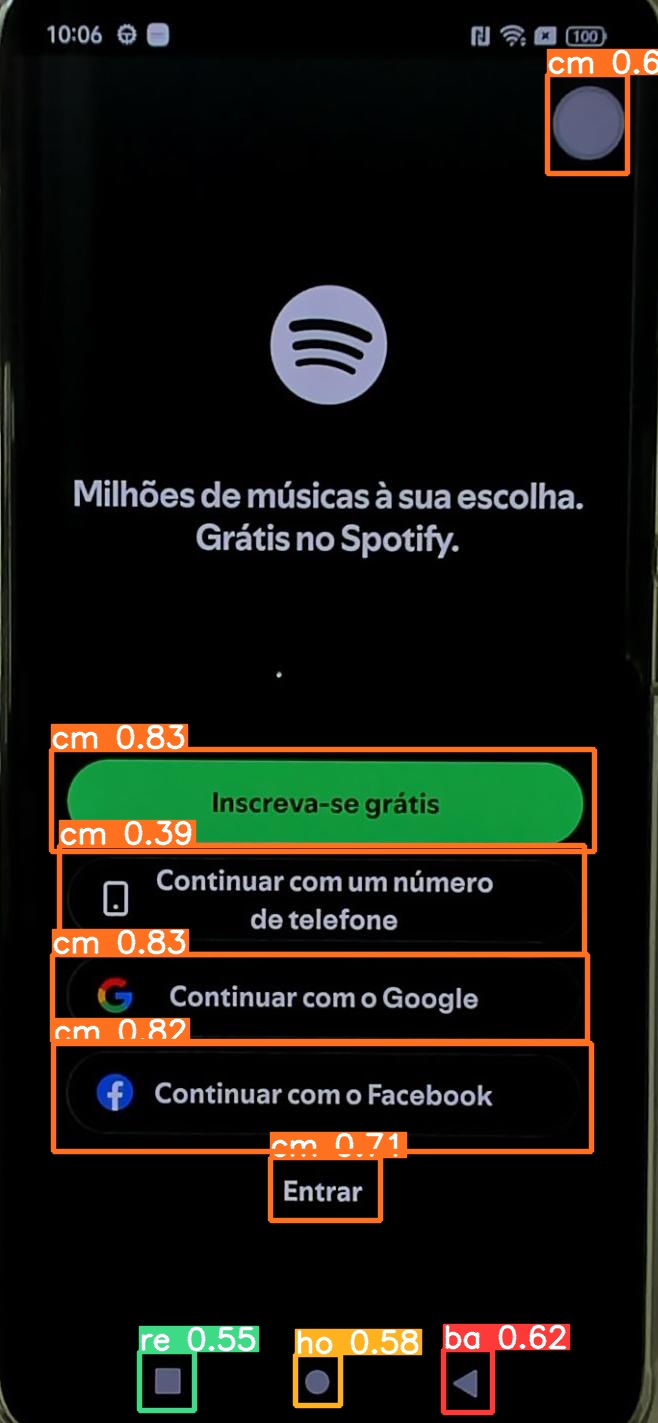 10:06
100
cm 0.6
Milhões de músicas à sua escolha.
Grátis no Spotify.
cm 0.83
Inscreva-se grátis
cm 0.39
Continuar com um número
de telefone
cm 0.83
Continuar com o Google
cm 0.82
Continuar com o Facebook
cm 0.71
Entrar
re 0.55
ho 0.58
ba 0.62